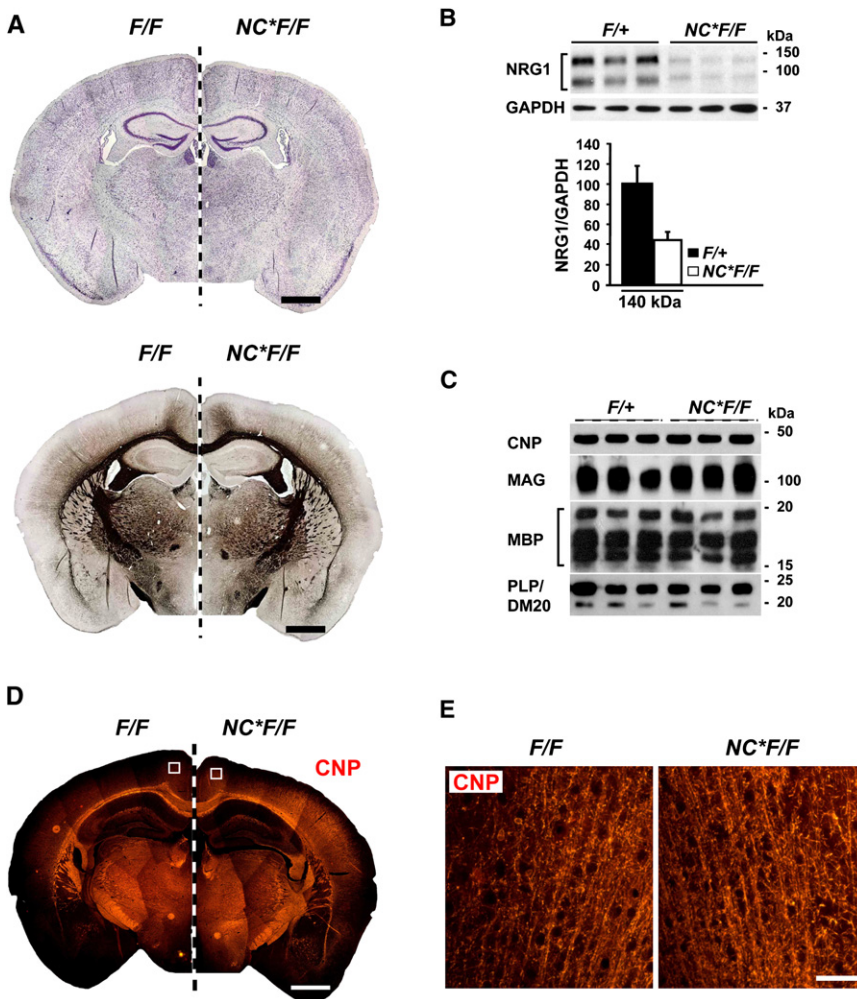 A
F/F NC*F/F
F/F NC*F/F
B
F/+ NC*F/F kDa
NRG1
- 150
- 100
GAPDH - 37
NRG1/GAPDH
140
120
100
80
60
40
20
0
F/+
NC*F/F
140 kDa
C
F/+ NC*F/F kDa
CNP - 50
MAG - 100
MBP - 20
- 15
PLP/ - 25
DM20 - 20
D
F/F NC*F/F
CNP
E
F/F NC*F/F
CNP